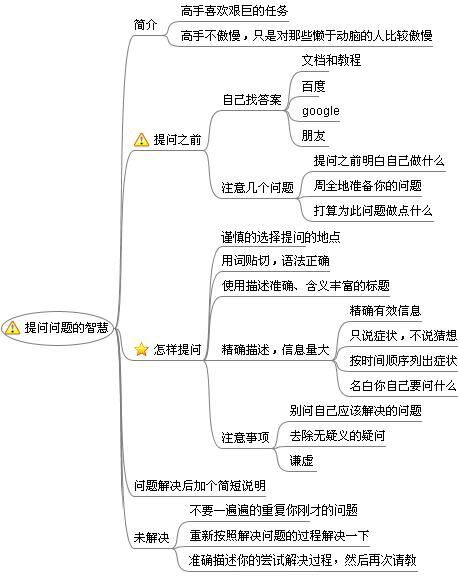 简介
高手喜欢艰巨的任务
高手不傲慢，只是对那些懒于动脑的人比较傲慢
提问之前
自己找答案
文档和教程
百度
google
朋友
注意几个问题
提问之前明白自己做什么
周全地准备你的问题
打算为此问题做点什么
提问问题的智慧
怎样提问
谨慎的选择提问的地点
用词贴切，语法正确
使用描述准确、含义丰富的标题
精确描述，信息量大
精确有效信息
只说症状，不说猜想
按时间顺序列出症状
名白你自己要问什么
注意事项
别问自己应该解决的问题
去除无疑义的疑问
谦虚
问题解决后加个简短说明
未解决
不要一遍遍的重复你刚才的问题
重新按照解决问题的过程解决一下
准确描述你的尝试解决过程，然后再次请教